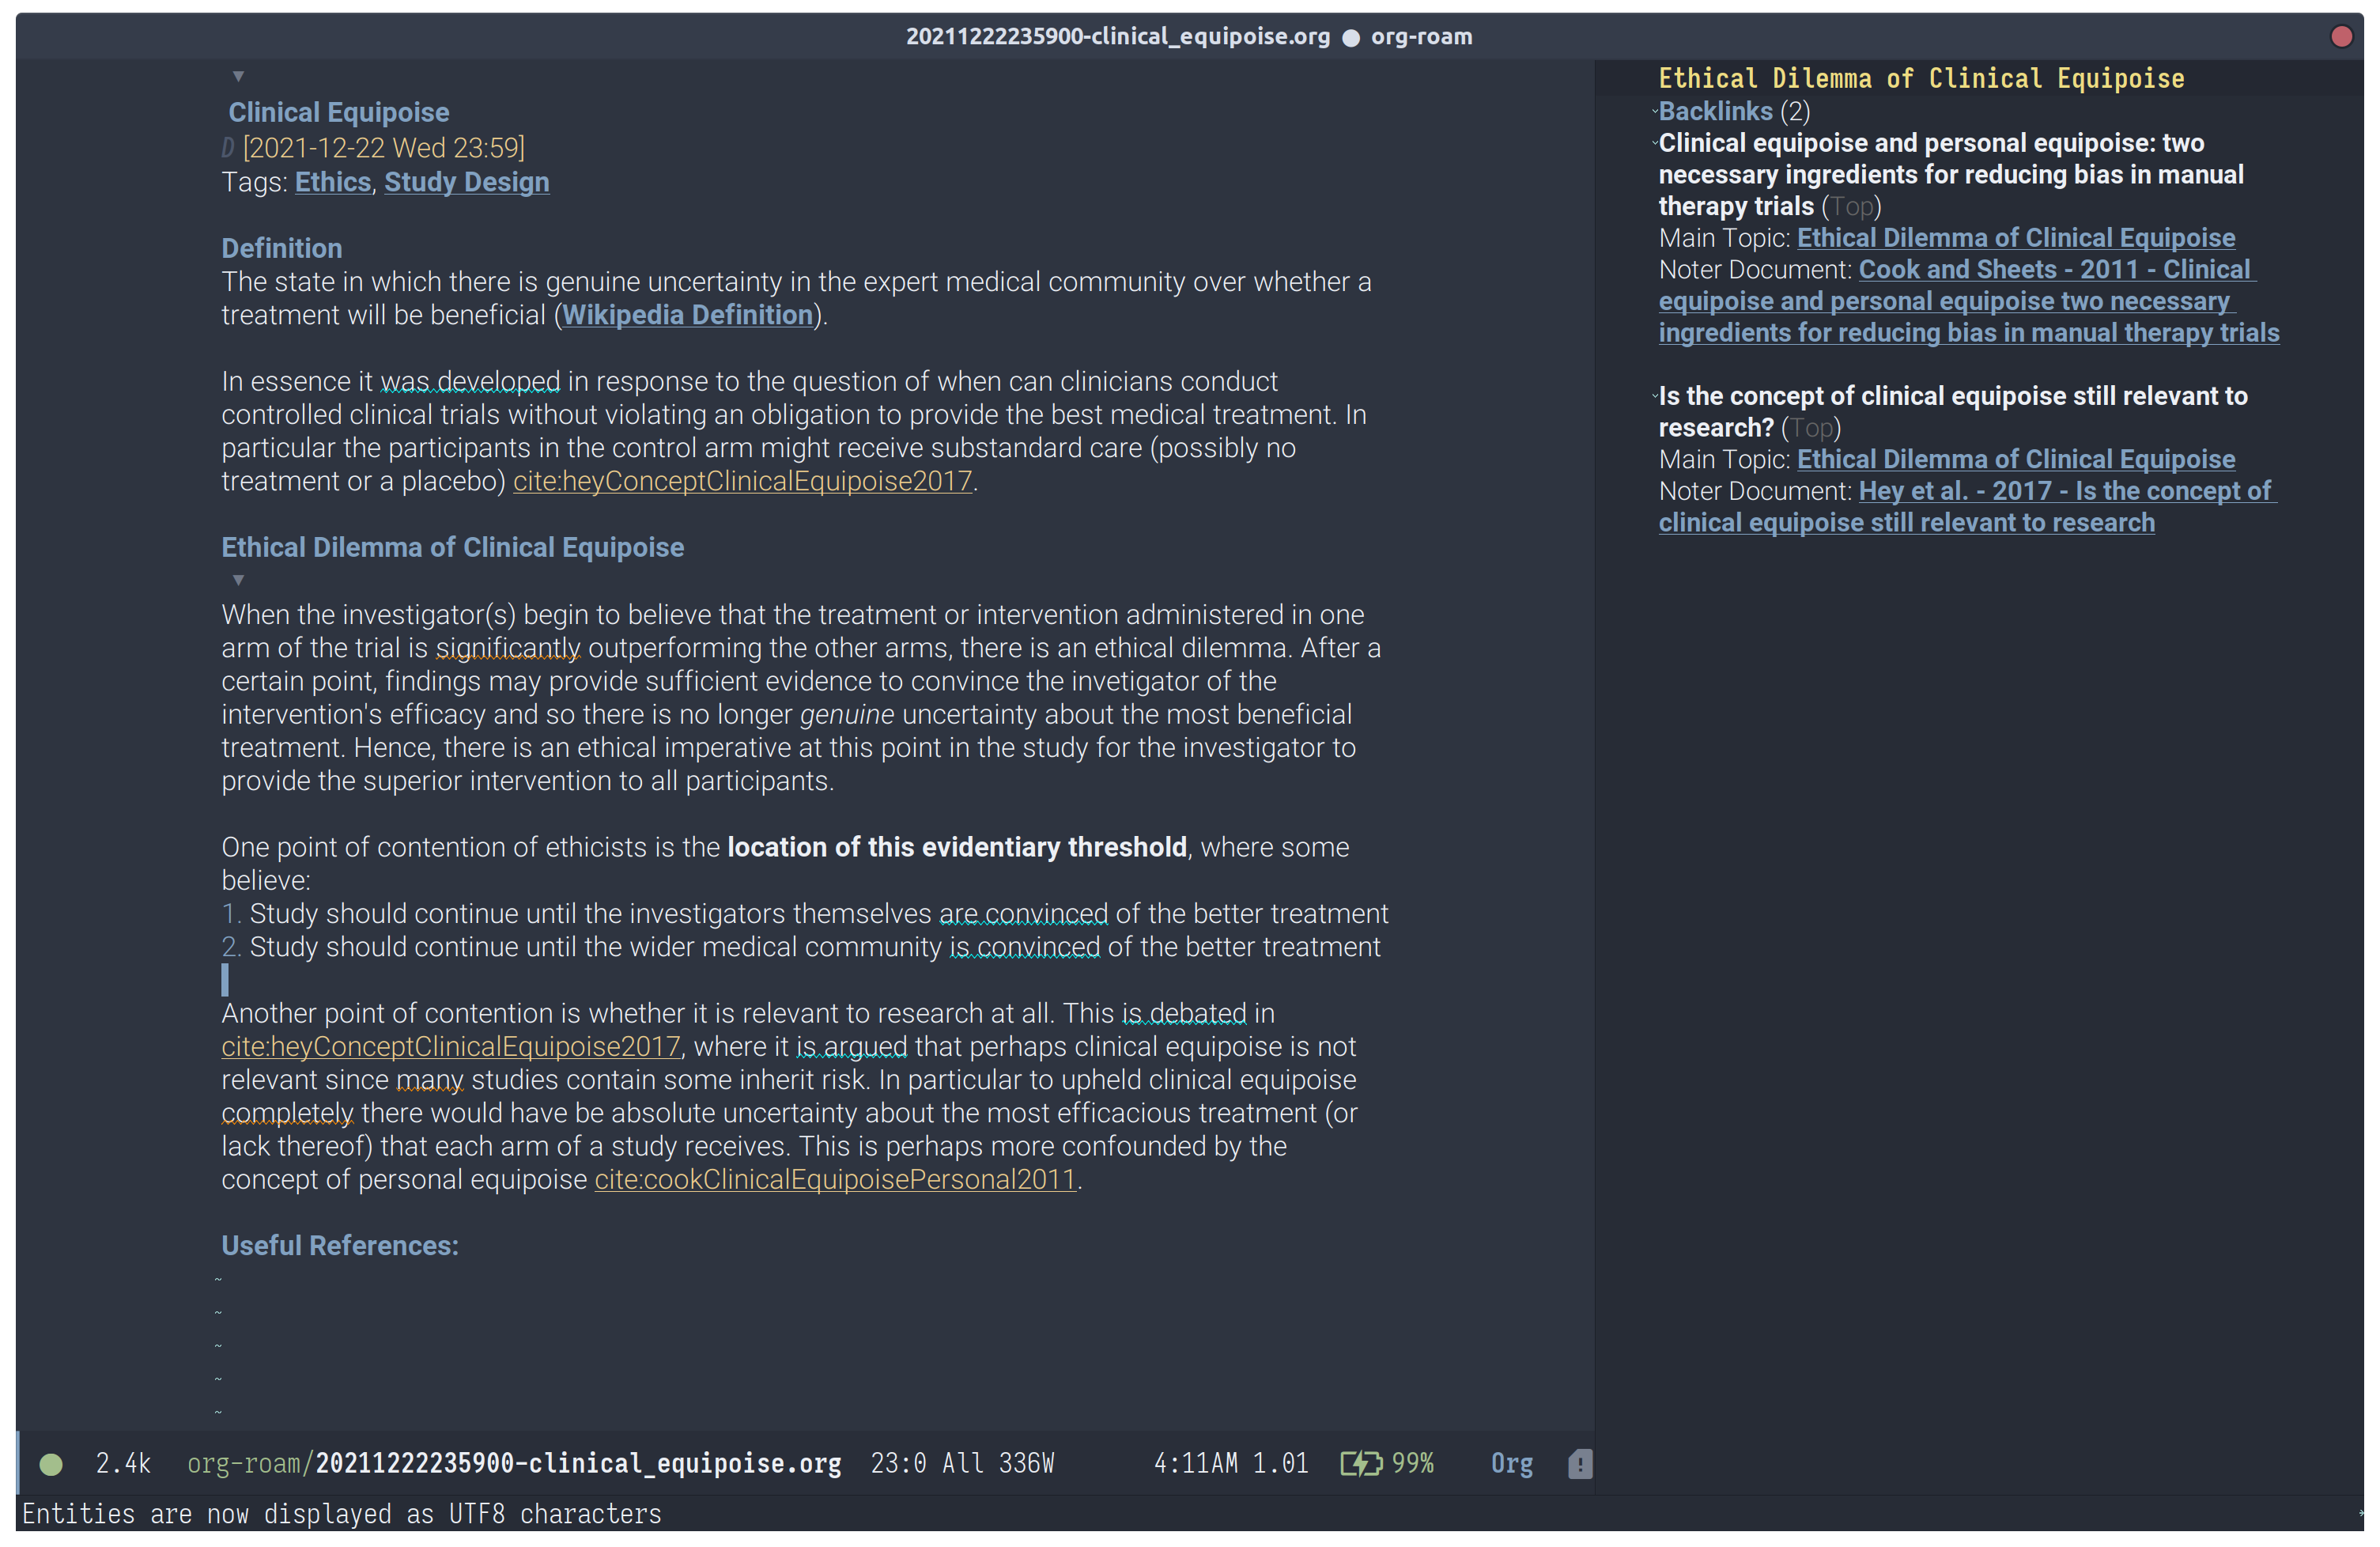 20211222235900-clinical_equipoise.org ● org-roam
Clinical Equipoise
D [2021-12-22 Wed 23:59]
Tags: Ethics, Study Design
Definition
The state in which there is genuine uncertainty in the expert medical community over whether a
treatment will be beneficial (Wikipedia Definition).
In essence it was developed in response to the question of when can clinicians conduct
controlled clinical trials without violating an obligation to provide the best medical treatment. In
particular the participants in the control arm might receive substandard care (possibly no
treatment or a placebo) cite:heyConceptClinicalEquipoise2017.
Ethical Dilemma of Clinical Equipoise
When the investigator(s) begin to believe that the treatment or intervention administered in one
arm of the trial is significantly outperforming the other arms, there is an ethical dilemma. After a
certain point, findings may provide sufficient evidence to convince the invetigator of the
intervention's efficacy and so there is no longer genuine uncertainty about the most beneficial
treatment. Hence, there is an ethical imperative at this point in the study for the investigator to
provide the superior intervention to all participants.
One point of contention of ethicists is the location of this evidentiary threshold, where some
believe:
1. Study should continue until the investigators themselves are convinced of the better treatment
2. Study should continue until the wider medical community is convinced of the better treatment
Another point of contention is whether it is relevant to research at all. This is debated in
cite:heyConceptClinicalEquipoise2017, where it is argued that perhaps clinical equipoise is not
relevant since many studies contain some inherit risk. In particular to upheld clinical equipoise
completely there would have be absolute uncertainty about the most efficacious treatment (or
lack thereof) that each arm of a study receives. This is perhaps more confounded by the
concept of personal equipoise cite:cookClinicalEquipoisePersonal2011.
Useful References:
~
~
~
~
~
Ethical Dilemma of Clinical Equipoise
Backlinks (2)
Clinical equipoise and personal equipoise: two
necessary ingredients for reducing bias in manual
therapy trials (Top)
Main Topic: Ethical Dilemma of Clinical Equipoise
Noter Document: Cook and Sheets - 2011 - Clinical
equipoise and personal equipoise two necessary
ingredients for reducing bias in manual therapy trials
Is the concept of clinical equipoise still relevant to
research? (Top)
Main Topic: Ethical Dilemma of Clinical Equipoise
Noter Document: Hey et al. - 2017 - Is the concept of
clinical equipoise still relevant to research
2.4k org-roam/20211222235900-clinical_equipoise.org 23:0 All 336W 4:11AM 1.01 99% Org
Entities are now displayed as UTF8 characters